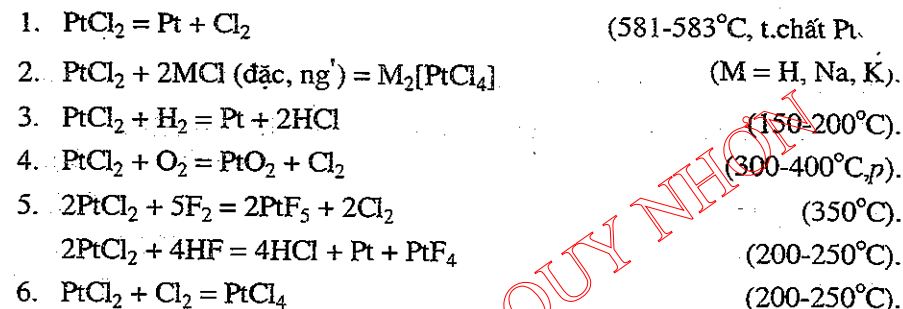 1. PtCl₂ = Pt + Cl₂ (581-583°C, t.chất Pt.
2. PtCl₂ + 2MCl (đặc, ng') = M₂[PtCl₄] (M = H, Na, K).
3. PtCl₂ + H₂ = Pt + 2HCl (150-200°C).
4. PtCl₂ + O₂ = PtO₂ + Cl₂ (300-400°C,p).
5. 2PtCl₂ + 5F₂ = 2PtF₅ + 2Cl₂ (350°C).
2PtCl₂ + 4HF = 4HCl + Pt + PtF₄ (200-250°C).
6. PtCl₂ + Cl₂ = PtCl₄ (200-250°C).
QUY NHƠN